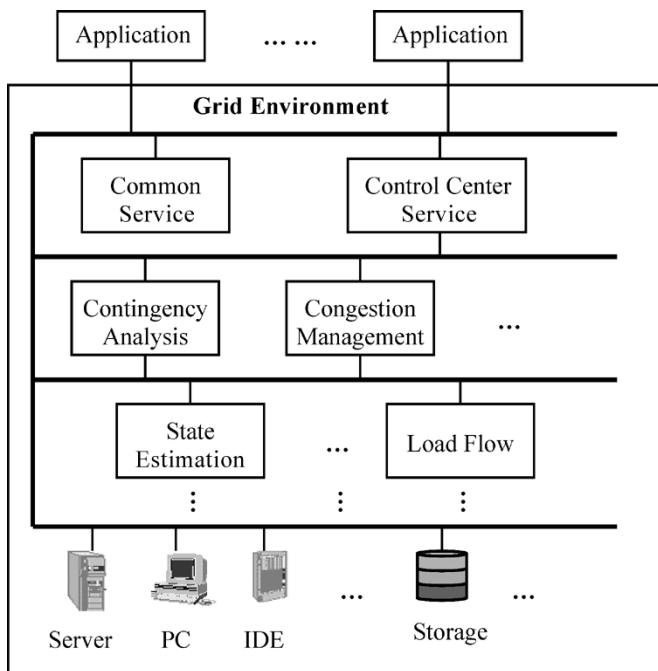 Application ... ... Application
Grid Environment
Common
Service
Control Center
Service
Contingency
Analysis
Congestion
Management
...
State
Estimation
...
Load Flow
⋮ ⋮ ⋮
... ...
Server PC IDE Storage